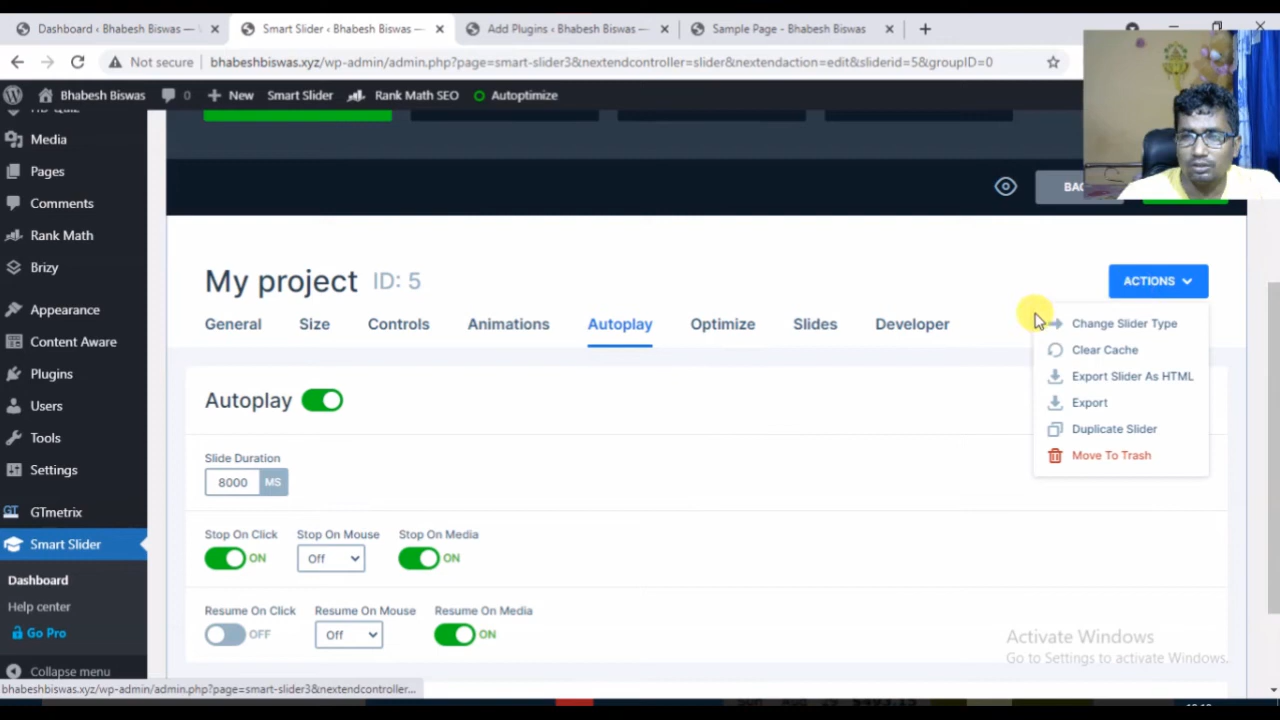 Dashboard ‹ Bhabesh Biswas —
Smart Slider ‹ Bhabesh Biswas —
Add Plugins ‹ Bhabesh Biswas —
Sample Page - Bhabesh Biswas
Not secure
bhabeshbiswas.xyz/wp-admin/admin.php?page=smart-slider3&nextendcontroller=slider&nextendaction=edit&sliderid=5&groupID=0
Bhabesh Biswas
0
New
Smart Slider
Rank Math SEO
Autoptimize
Media
Pages
Comments
Rank Math
Brizy
Appearance
Content Aware
Plugins
Users
Tools
Settings
GTmetrix
Smart Slider
Dashboard
Help center
Go Pro
Collapse menu
My project ID: 5
ACTIONS
General
Size
Controls
Animations
Autoplay
Optimize
Slides
Developer
Change Slider Type
Clear Cache
Export Slider As HTML
Export
Duplicate Slider
Move To Trash
Autoplay
Slide Duration
8000 MS
Stop On Click
Stop On Mouse
Stop On Media
ON
Off
ON
Resume On Click
Resume On Mouse
Resume On Media
OFF
Off
ON
Activate Windows
Go to Settings to activate Windows.
bhabeshbiswas.xyz/wp-admin/admin.php?page=smart-slider3&nextendcontroller...